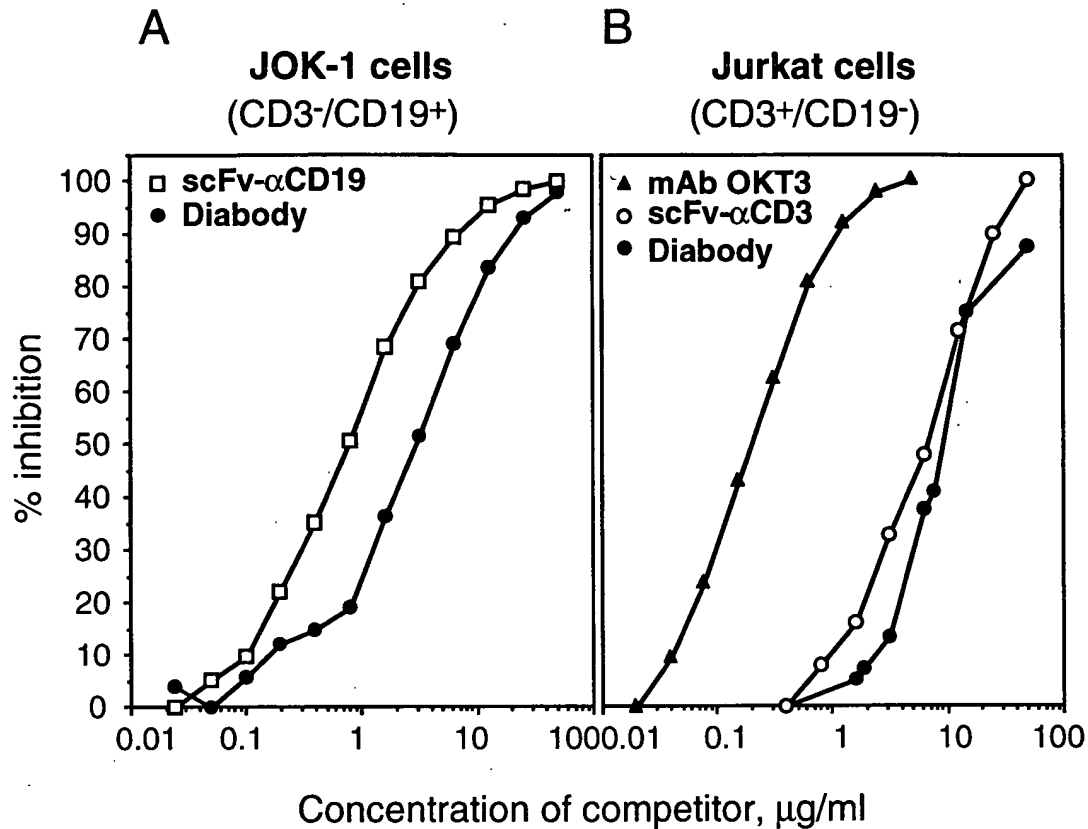 A
JOK-1 cells
(CD3-/CD19+)
□ scFv-αCD19
● Diabody
100
90
80
70
60
50
40
30
20
10
0
% inhibition
0.01 0.1 1 10 100
B
Jurkat cells
(CD3+/CD19-)
▲ mAb OKT3
○ scFv-αCD3
● Diabody
0.01 0.1 1 10 100
Concentration of competitor, µg/ml